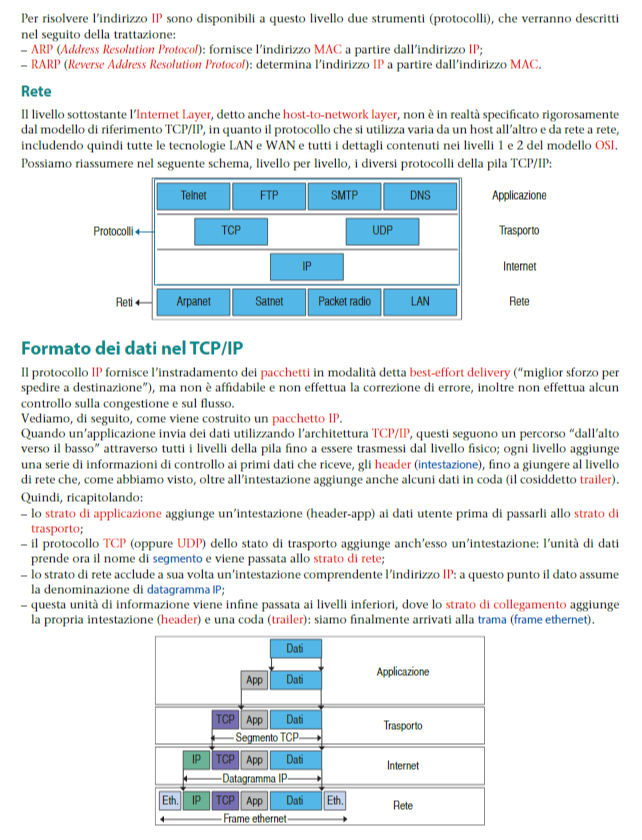 Per risolvere l'indirizzo IP sono disponibili a questo livello due strumenti (protocolli), che verranno descritti
nel seguito della trattazione:
– ARP (Address Resolution Protocol): fornisce l'indirizzo MAC a partire dall'indirizzo IP;
– RARP (Reverse Address Resolution Protocol): determina l'indirizzo IP a partire dall'indirizzo MAC.
Rete
Il livello sottostante l'Internet Layer, detto anche host-to-network layer, non è in realtà specificato rigorosamente
dal modello di riferimento TCP/IP, in quanto il protocollo che si utilizza varia da un host all'altro e da rete a rete,
includendo quindi tutte le tecnologie LAN e WAN e tutti i dettagli contenuti nei livelli 1 e 2 del modello OSI.
Possiamo riassumere nel seguente schema, livello per livello, i diversi protocolli della pila TCP/IP:
Telnet FTP SMTP DNS Applicazione
Protocolli TCP UDP Trasporto
IP Internet
Reti Arpanet Satnet Packet radio LAN Rete
Formato dei dati nel TCP/IP
Il protocollo IP fornisce l'instradamento dei pacchetti in modalità detta best-effort delivery ("miglior sforzo per
spedire a destinazione"), ma non è affidabile e non effettua la correzione di errore, inoltre non effettua alcun
controllo sulla congestione e sul flusso.
Vediamo, di seguito, come viene costruito un pacchetto IP.
Quando un'applicazione invia dei dati utilizzando l'architettura TCP/IP, questi seguono un percorso "dall'alto
verso il basso" attraverso tutti i livelli della pila fino a essere trasmessi dal livello fisico; ogni livello aggiunge
una serie di informazioni di controllo ai primi dati che riceve, gli header (intestazione), fino a giungere al livello
di rete che, come abbiamo visto, oltre all'intestazione aggiunge anche alcuni dati in coda (il cosiddetto trailer).
Quindi, ricapitolando:
– lo strato di applicazione aggiunge un'intestazione (header-app) ai dati utente prima di passarli allo strato di
trasporto;
– il protocollo TCP (oppure UDP) dello stato di trasporto aggiunge anch'esso un'intestazione: l'unità di dati
prende ora il nome di segmento e viene passata allo strato di rete;
– lo strato di rete acclude a sua volta un'intestazione comprendente l'indirizzo IP: a questo punto il dato assume
la denominazione di datagramma IP;
– questa unità di informazione viene infine passata ai livelli inferiori, dove lo strato di collegamento aggiunge
la propria intestazione (header) e una coda (trailer): siamo finalmente arrivati alla trama (frame ethernet).
Dati
App Dati Applicazione
TCP App Dati Trasporto
Segmento TCP
IP TCP App Dati Internet
Datagramma IP
Eth. IP TCP App Dati Eth. Rete
Frame ethernet